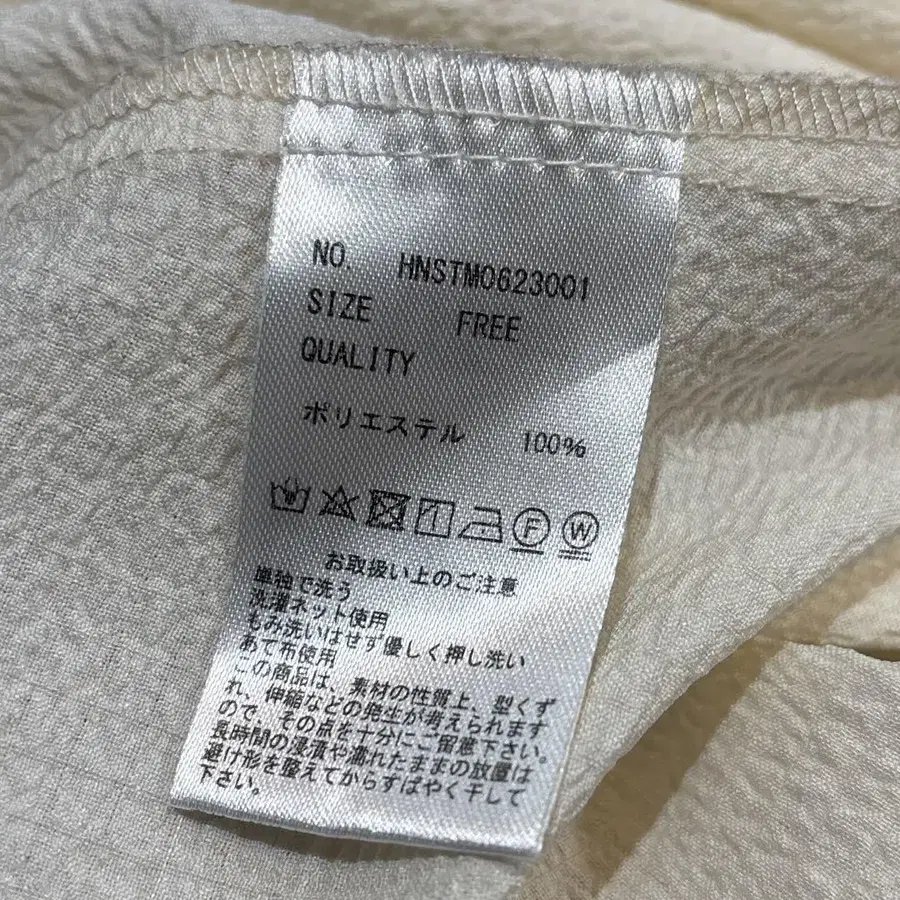 NO. HNSTM0623001
SIZE FREE
QUALITY
ポリエステル 100%
F W
お取扱い上のご注意
単独で洗う
洗濯ネット使用
もみ洗いはせず優しく押し洗い
あて布使用
この商品は、素材の性質上、型くず
れ、伸縮などの発生が考えられます
ので、その点を十分にご留意下さい。
長時間の浸漬や濡れたままの放置は
避け形を整えてからすばやく干して
下さい。